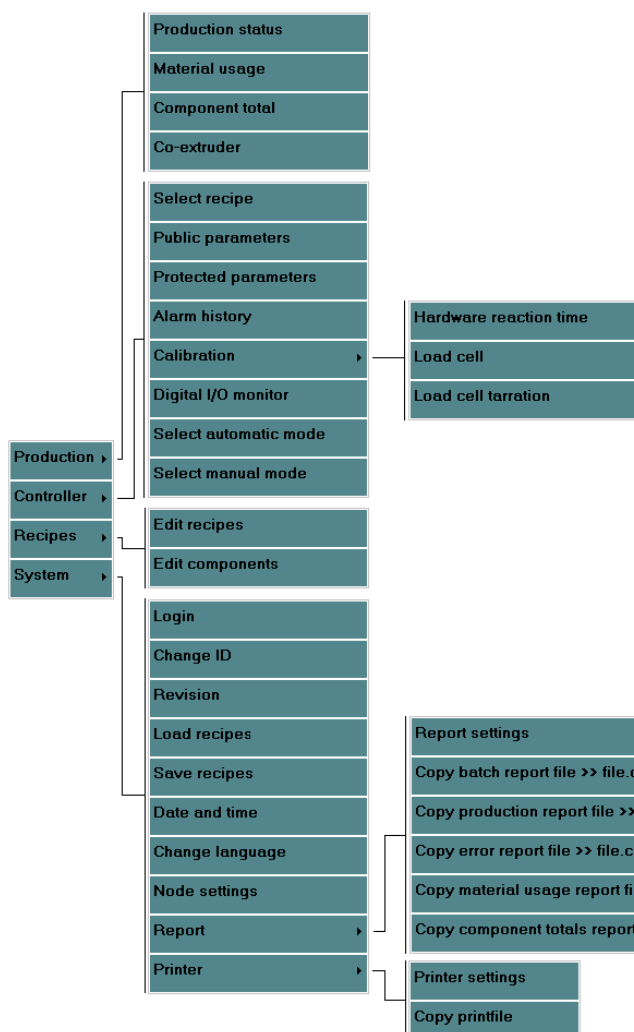 Production
Controller
Recipes
System
Production status
Material usage
Component total
Co-extruder
Select recipe
Public parameters
Protected parameters
Alarm history
Calibration
Digital I/O monitor
Select automatic mode
Select manual mode
Hardware reaction time
Load cell
Load cell tarration
Edit recipes
Edit components
Login
Change ID
Revision
Load recipes
Save recipes
Date and time
Change language
Node settings
Report
Printer
Report settings
Copy batch report file >> file.
Copy production report file >>
Copy error report file >> file.c
Copy material usage report
Copy component totals report
Printer settings
Copy printfile